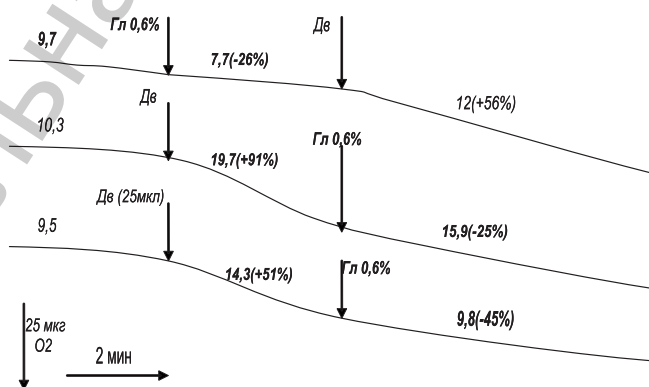 Гл 0,6%
Дв
9,7
7,7(-26%)
12(+56%)
Дв
10,3
Гл 0,6%
19,7(+91%)
15,9(-25%)
Дв (25мкл)
9,5
14,3(+51%)
Гл 0,6%
9,8(-45%)
25 мкг
О2
2 мин